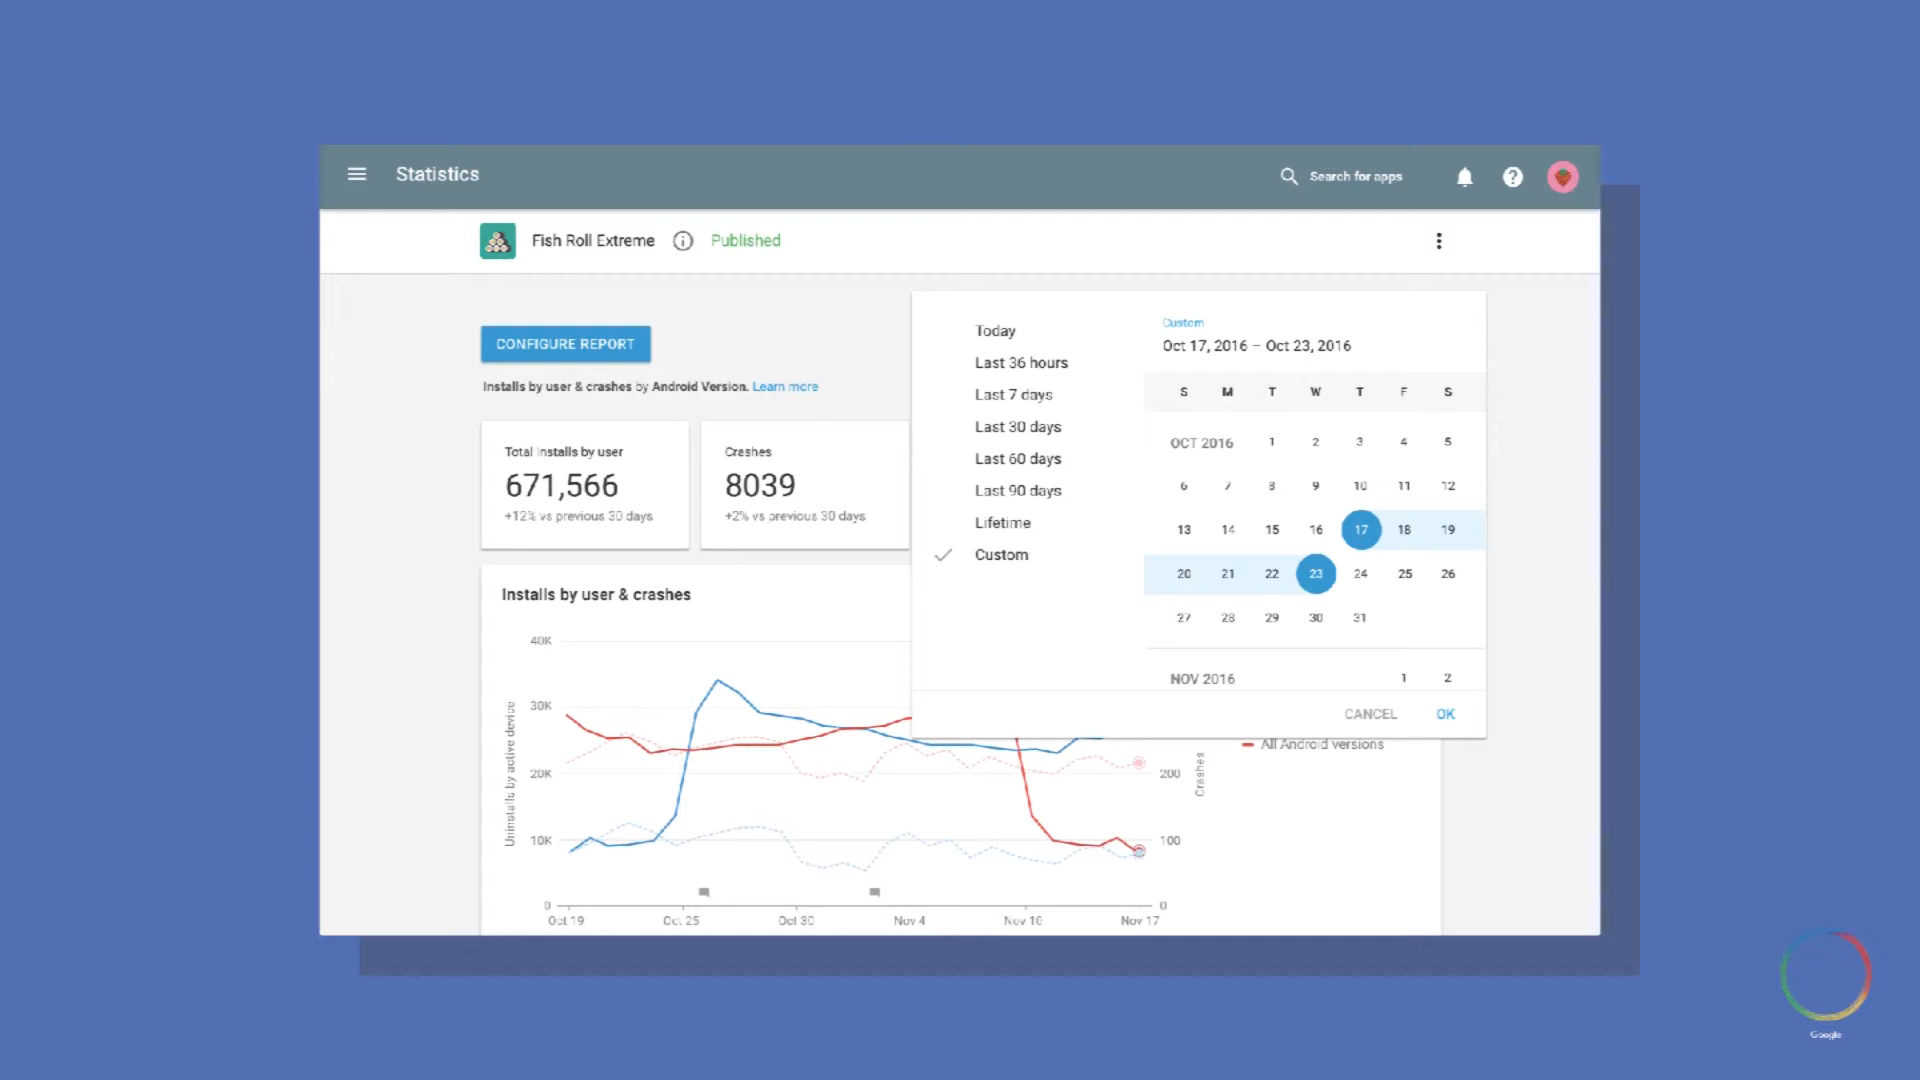 Statistics
Search for apps
Fish Roll Extreme
Published
CONFIGURE REPORT
Installs by user & crashes by Android Version. Learn more
Total Installs by user
671,566
+12% vs previous 30 days
Crashes
8039
+2% vs previous 30 days
Today
Last 36 hours
Last 7 days
Last 30 days
Last 60 days
Last 90 days
Lifetime
Custom
Custom
Oct 17, 2016 – Oct 23, 2016
S M T W T F S
OCT 2016 1 2 3 4 5
6 7 8 9 10 11 12
13 14 15 16 17 18 19
20 21 22 23 24 25 26
27 28 29 30 31
NOV 2016 1 2
CANCEL OK
Installs by user & crashes
40K
30K
20K
10K
0
Uninstalls by active device
200
100
0
Crashes
All Android versions
Oct 19 Oct 25 Oct 30 Nov 4 Nov 10 Nov 17
Google